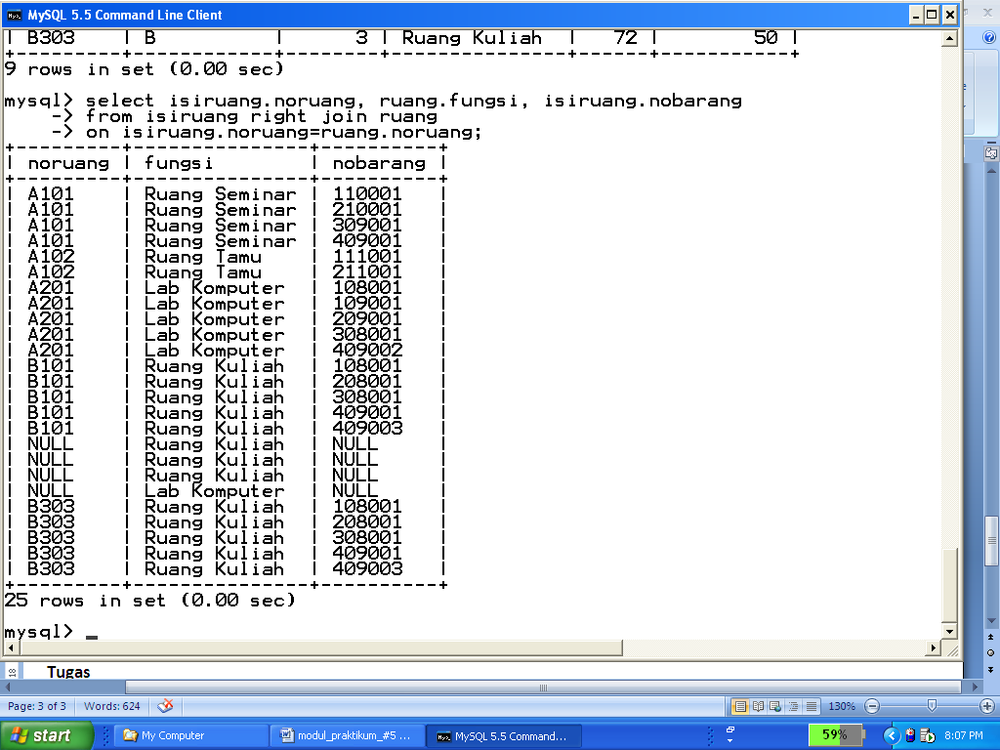 MySQL 5.5 Command Line Client
| B303 | B | 3 | Ruang Kuliah | 72 | 50 |
+----------+------------+--------+---------------+------+-----------+
9 rows in set (0.00 sec)
mysql> select isiruang.noruang, ruang.fungsi, isiruang.nobarang
-> from isiruang right join ruang
-> on isiruang.noruang=ruang.noruang;
+---------+---------------+----------+
| noruang | fungsi | nobarang |
+---------+---------------+----------+
| A101 | Ruang Seminar | 110001 |
| A101 | Ruang Seminar | 210001 |
| A101 | Ruang Seminar | 309001 |
| A101 | Ruang Seminar | 409001 |
| A102 | Ruang Tamu | 111001 |
| A102 | Ruang Tamu | 211001 |
| A201 | Lab Komputer | 108001 |
| A201 | Lab Komputer | 109001 |
| A201 | Lab Komputer | 209001 |
| A201 | Lab Komputer | 308001 |
| A201 | Lab Komputer | 409002 |
| B101 | Ruang Kuliah | 108001 |
| B101 | Ruang Kuliah | 208001 |
| B101 | Ruang Kuliah | 308001 |
| B101 | Ruang Kuliah | 409001 |
| B101 | Ruang Kuliah | 409003 |
| NULL | Ruang Kuliah | NULL |
| NULL | Ruang Kuliah | NULL |
| NULL | Ruang Kuliah | NULL |
| NULL | Lab Komputer | NULL |
| B303 | Ruang Kuliah | 108001 |
| B303 | Ruang Kuliah | 208001 |
| B303 | Ruang Kuliah | 308001 |
| B303 | Ruang Kuliah | 409001 |
| B303 | Ruang Kuliah | 409003 |
+---------+---------------+----------+
25 rows in set (0.00 sec)
mysql> _
18
Tugas
Page: 3 of 3 Words: 624 130%
start My Computer modul_praktikum_#5 ... MySQL 5.5 Command... 59% 8:07 PM